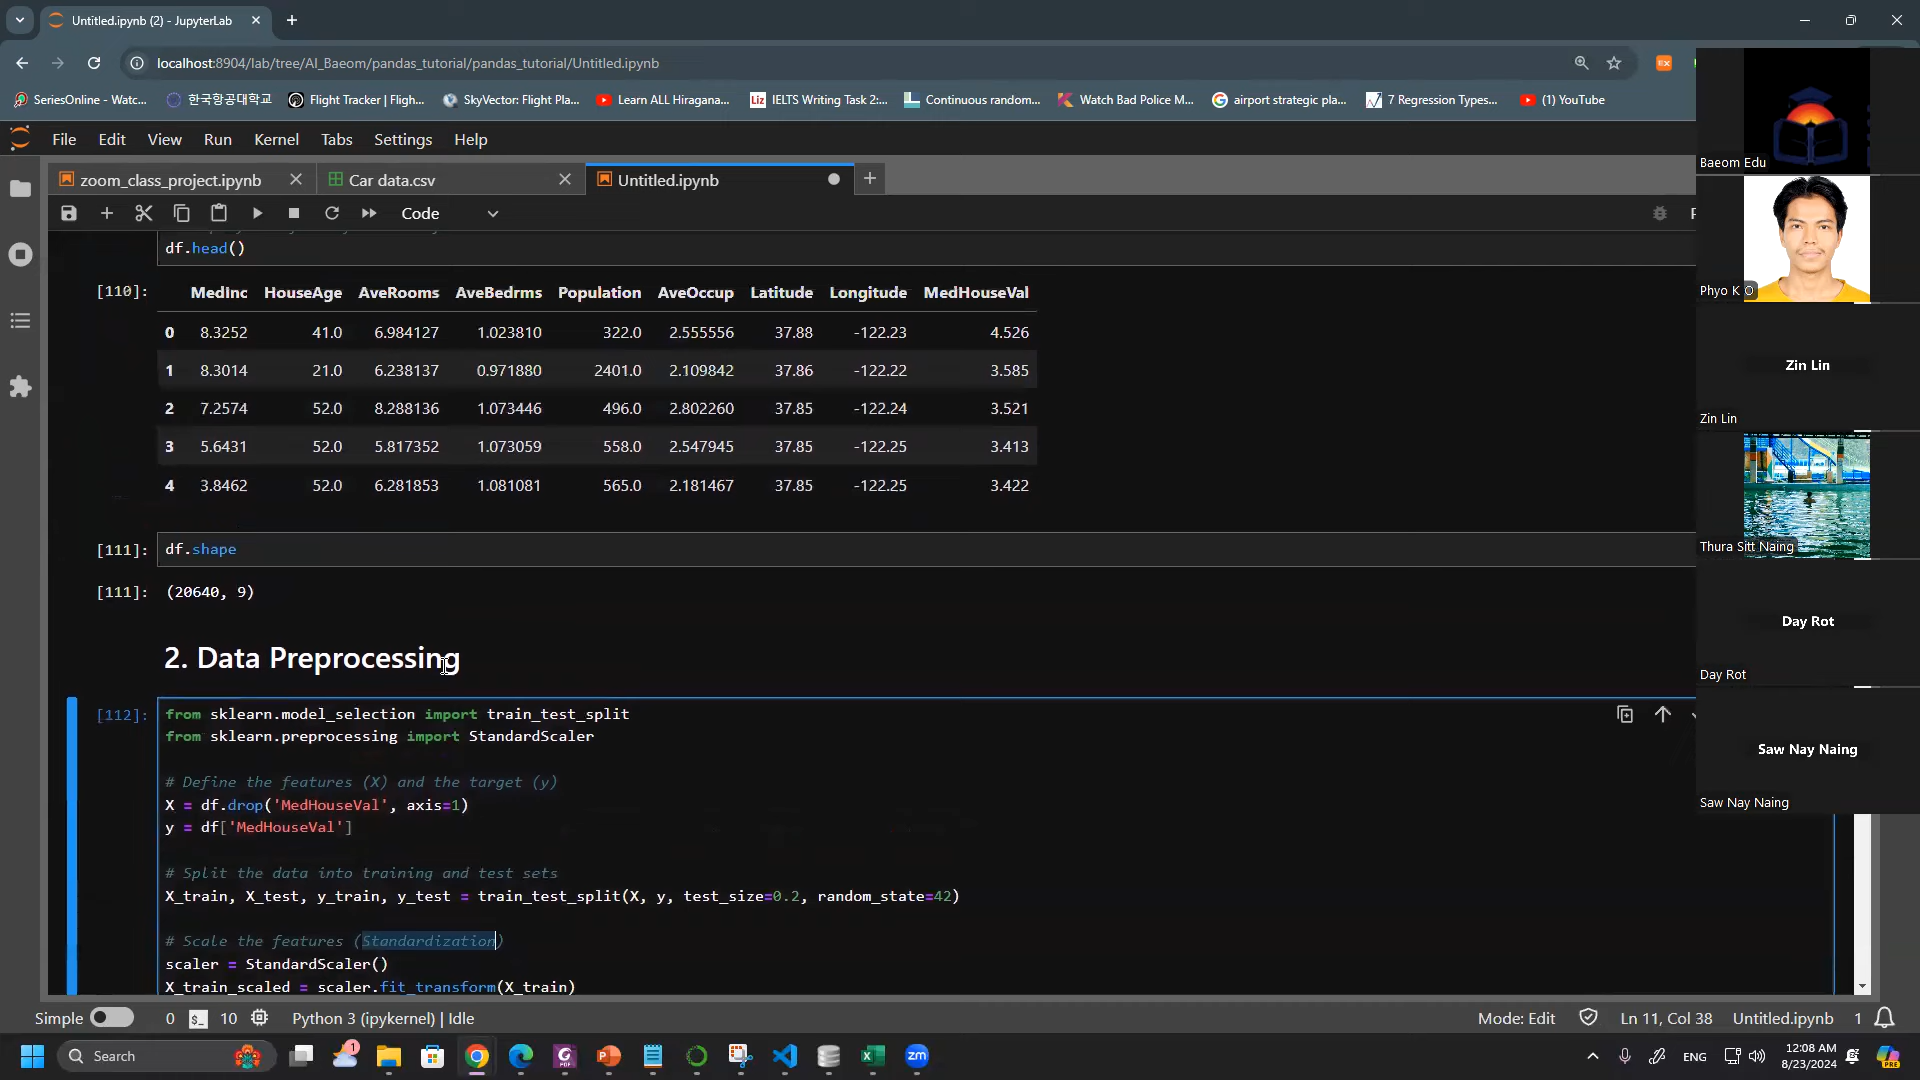 Untitled.ipynb (2) - JupyterLab
localhost:8904/lab/tree/AI_Baeom/pandas_tutorial/pandas_tutorial/Untitled.ipynb
SeriesOnline - Watc...
한국항공대학교
Flight Tracker | Fligh...
SkyVector: Flight Pla...
Learn ALL Hiragana...
Liz
IELTS Writing Task 2:...
Continuous random...
Watch Bad Police M...
airport strategic pla...
7 Regression Types...
(1) YouTube
File Edit View Run Kernel Tabs Settings Help
zoom_class_project.ipynb
Car data.csv
Untitled.ipynb
Code
df.head()
[110]:
MedInc HouseAge AveRooms AveBedrms Population AveOccup Latitude Longitude MedHouseVal
0 8.3252 41.0 6.984127 1.023810 322.0 2.555556 37.88 -122.23 4.526
1 8.3014 21.0 6.238137 0.971880 2401.0 2.109842 37.86 -122.22 3.585
2 7.2574 52.0 8.288136 1.073446 496.0 2.802260 37.85 -122.24 3.521
3 5.6431 52.0 5.817352 1.073059 558.0 2.547945 37.85 -122.25 3.413
4 3.8462 52.0 6.281853 1.081081 565.0 2.181467 37.85 -122.25 3.422
[111]: df.shape
[111]: (20640, 9)
2. Data Preprocessing
[112]: from sklearn.model_selection import train_test_split
from sklearn.preprocessing import StandardScaler
# Define the features (X) and the target (y)
X = df.drop('MedHouseVal', axis=1)
y = df['MedHouseVal']
# Split the data into training and test sets
X_train, X_test, y_train, y_test = train_test_split(X, y, test_size=0.2, random_state=42)
# Scale the features (Standardization)
scaler = StandardScaler()
X_train_scaled = scaler.fit_transform(X_train)
Baeom Edu
Phyo K O
Zin Lin
Zin Lin
Thura Sitt Naing
Day Rot
Day Rot
Saw Nay Naing
Saw Nay Naing
Simple 0 10 Python 3 (ipykernel) | Idle Mode: Edit Ln 11, Col 38 Untitled.ipynb 1
Search
1
zm
ENG
12:08 AM
8/23/2024